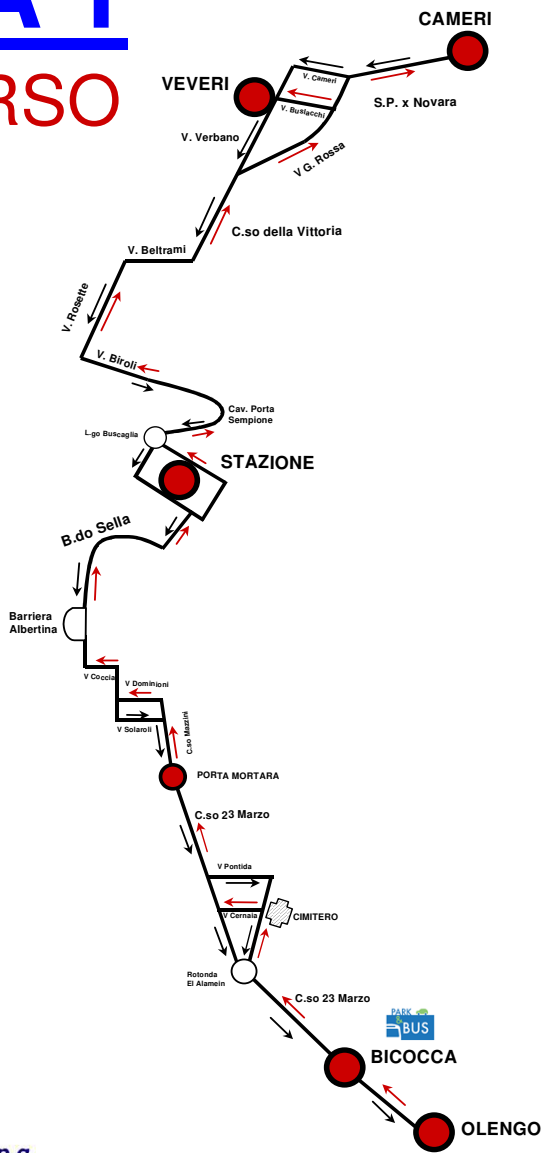 RSO
CAMERI
VEVERI
V. Cameri
V. Buslacchi
S.P. x Novara
V. Verbano
V G. Rossa
C.so della Vittoria
V. Beltrami
V. Rosette
V. Biroli
Cav. Porta
Sempione
L.go Buscaglia
STAZIONE
B.do Sella
Barriera
Albertina
V Coccia
V Dominioni
V Solaroli
C.so Mazzini
PORTA MORTARA
C.so 23 Marzo
V Pontida
V Cernaia
CIMITERO
Rotonda
El Alamein
C.so 23 Marzo
PARK
&
BUS
BICOCCA
OLENGO